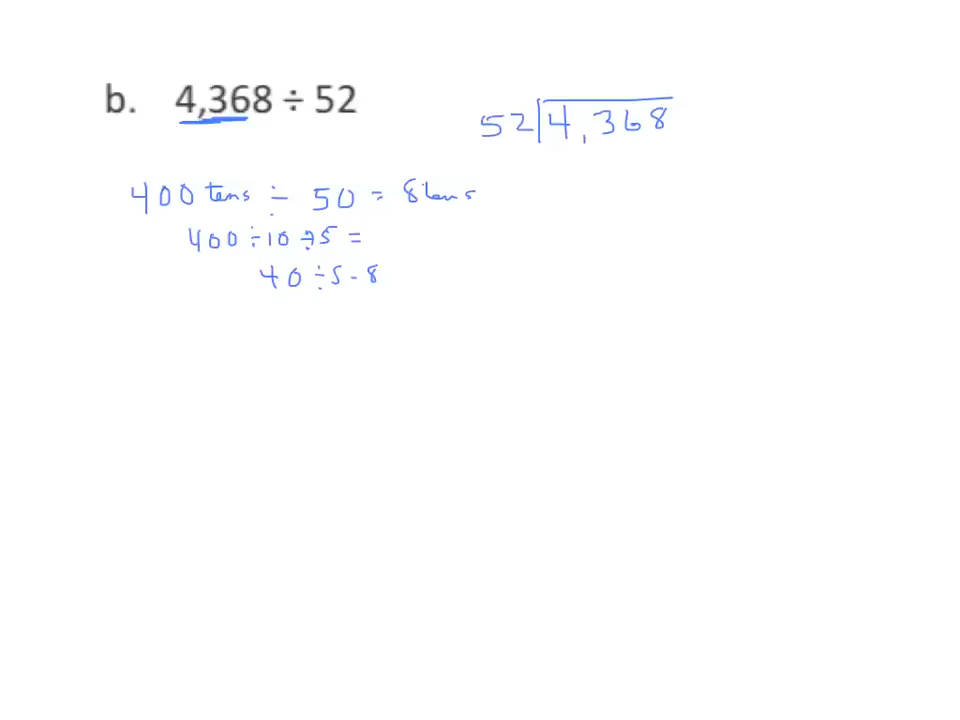 b. 4,368 ÷ 52
52 4,368
400 tens ÷ 50 = 8 tens
400 ÷ 10 ÷ 5 =
40 ÷ 5 - 8